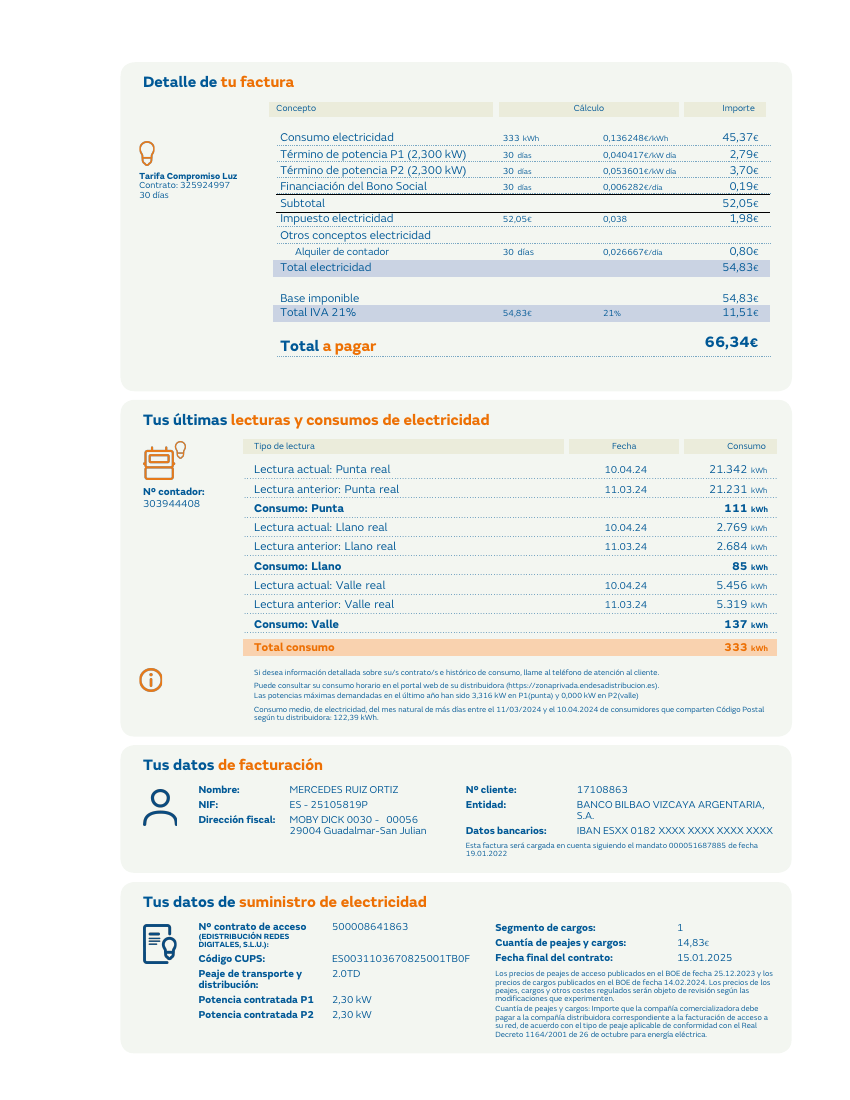 Detalle de tu factura
Concepto Cálculo Importe
Consumo electricidad 333 kWh 0,136248€/kWh 45,37€
Término de potencia P1 (2,300 kW) 30 días 0,040417€/kW día 2,79€
Término de potencia P2 (2,300 kW) 30 días 0,053601€/kW día 3,70€
Financiación del Bono Social 30 días 0,006282€/día 0,19€
Tarifa Compromiso Luz
Contrato: 325924997
30 días
Subtotal 52,05€
Impuesto electricidad 52,05€ 0,038 1,98€
Otros conceptos electricidad
Alquiler de contador 30 días 0,026667€/día 0,80€
Total electricidad 54,83€
Base imponible 54,83€
Total IVA 21% 54,83€ 21% 11,51€
Total a pagar 66,34€
Tus últimas lecturas y consumos de electricidad
Tipo de lectura Fecha Consumo
Nº contador:
303944408
Lectura actual: Punta real 10.04.24 21.342 kWh
Lectura anterior: Punta real 11.03.24 21.231 kWh
Consumo: Punta 111 kWh
Lectura actual: Llano real 10.04.24 2.769 kWh
Lectura anterior: Llano real 11.03.24 2.684 kWh
Consumo: Llano 85 kWh
Lectura actual: Valle real 10.04.24 5.456 kWh
Lectura anterior: Valle real 11.03.24 5.319 kWh
Consumo: Valle 137 kWh
Total consumo 333 kWh
Si desea información detallada sobre su/s contrato/s e histórico de consumo, llame al teléfono de atención al cliente.
Puede consultar su consumo horario en el portal web de su distribuidora (https://zonaprivada.endesadistribucion.es).
Las potencias máximas demandadas en el último año han sido 3,316 kW en P1(punta) y 0,000 kW en P2(valle)
Consumo medio, de electricidad, del mes natural de más días entre el 11/03/2024 y el 10.04.2024 de consumidores que comparten Código Postal
según tu distribuidora: 122,39 kWh.
Tus datos de facturación
Nombre: MERCEDES RUIZ ORTIZ
NIF: ES - 25105819P
Dirección fiscal: MOBY DICK 0030 - 00056
29004 Guadalmar-San Julian
Nº cliente: 17108863
Entidad: BANCO BILBAO VIZCAYA ARGENTARIA,
S.A.
Datos bancarios: IBAN ESXX 0182 XXXX XXXX XXXX XXXX
Esta factura será cargada en cuenta siguiendo el mandato 000051687885 de fecha
19.01.2022
Tus datos de suministro de electricidad
Nº contrato de acceso 500008641863
(EDISTRIBUCIÓN REDES
DIGITALES, S.L.U.):
Código CUPS: ES0031103670825001TB0F
Peaje de transporte y 2.0TD
distribución:
Potencia contratada P1 2,30 kW
Potencia contratada P2 2,30 kW
Segmento de cargos: 1
Cuantía de peajes y cargos: 14,83€
Fecha final del contrato: 15.01.2025
Los precios de peajes de acceso publicados en el BOE de fecha 25.12.2023 y los
precios de cargos publicados en el BOE de fecha 14.02.2024. Los precios de los
peajes, cargos y otros costes regulados serán objeto de revisión según las
modificaciones que experimenten.
Cuantía de peajes y cargos: Importe que la compañía comercializadora debe
pagar a la compañía distribuidora correspondiente a la facturación de acceso a
su red, de acuerdo con el tipo de peaje aplicable de conformidad con el Real
Decreto 1164/2001 de 26 de octubre para energía eléctrica.